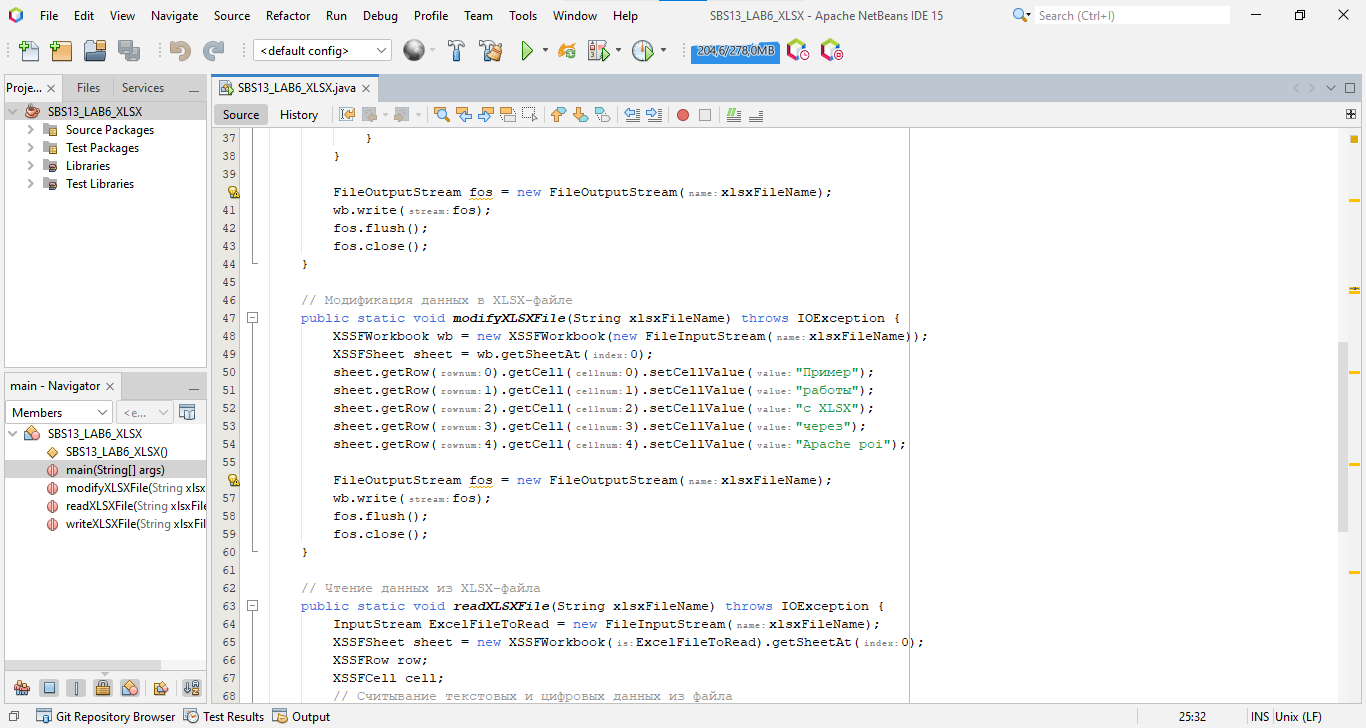 File Edit View Navigate Source Refactor Run Debug Profile Team Tools Window Help SBS13_LAB6_XLSX - Apache NetBeans IDE 15 Search (Ctrl+I)
<default config> 204,6/278,0MB
Proje... Files Services
SBS13_LAB6_XLSX
Source Packages
Test Packages
Libraries
Test Libraries
main - Navigator
Members <e...
SBS13_LAB6_XLSX
SBS13_LAB6_XLSX()
main(String[] args)
modifyXLSXFile(String xlsx
readXLSXFile(String xlsxFile
writeXLSXFile(String xlsxFil
SBS13_LAB6_XLSX.java
Source History
37 }
38 }
39
FileOutputStream fos = new FileOutputStream(name: xlsxFileName);
41 wb.write(stream: fos);
42 fos.flush();
43 fos.close();
44 }
45
46 // Модификация данных в XLSX-файле
47 public static void modifyXLSXFile(String xlsxFileName) throws IOException {
48 XSSFWorkbook wb = new XSSFWorkbook(new FileInputStream(name: xlsxFileName));
49 XSSFSheet sheet = wb.getSheetAt(index: 0);
50 sheet.getRow(rownum: 0).getCell(cellnum: 0).setCellValue(value: "Пример");
51 sheet.getRow(rownum: 1).getCell(cellnum: 1).setCellValue(value: "работы");
52 sheet.getRow(rownum: 2).getCell(cellnum: 2).setCellValue(value: "с XLSX");
53 sheet.getRow(rownum: 3).getCell(cellnum: 3).setCellValue(value: "через");
54 sheet.getRow(rownum: 4).getCell(cellnum: 4).setCellValue(value: "Apache poi");
55
FileOutputStream fos = new FileOutputStream(name: xlsxFileName);
57 wb.write(stream: fos);
58 fos.flush();
59 fos.close();
60 }
61
62 // Чтение данных из XLSX-файла
63 public static void readXLSXFile(String xlsxFileName) throws IOException {
64 InputStream ExcelFileToRead = new FileInputStream(name: xlsxFileName);
65 XSSFSheet sheet = new XSSFWorkbook(is: ExcelFileToRead).getSheetAt(index: 0);
66 XSSFRow row;
67 XSSFCell cell;
68 // Считывание текстовых и цифровых данных из файла
Git Repository Browser Test Results Output 25:32 INS Unix (LF)